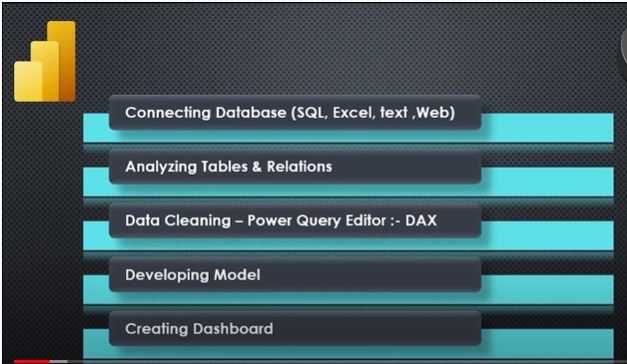 Connecting Database (SQL, Excel, text ,Web)
Analyzing Tables & Relations
Data Cleaning – Power Query Editor :- DAX
Developing Model
Creating Dashboard